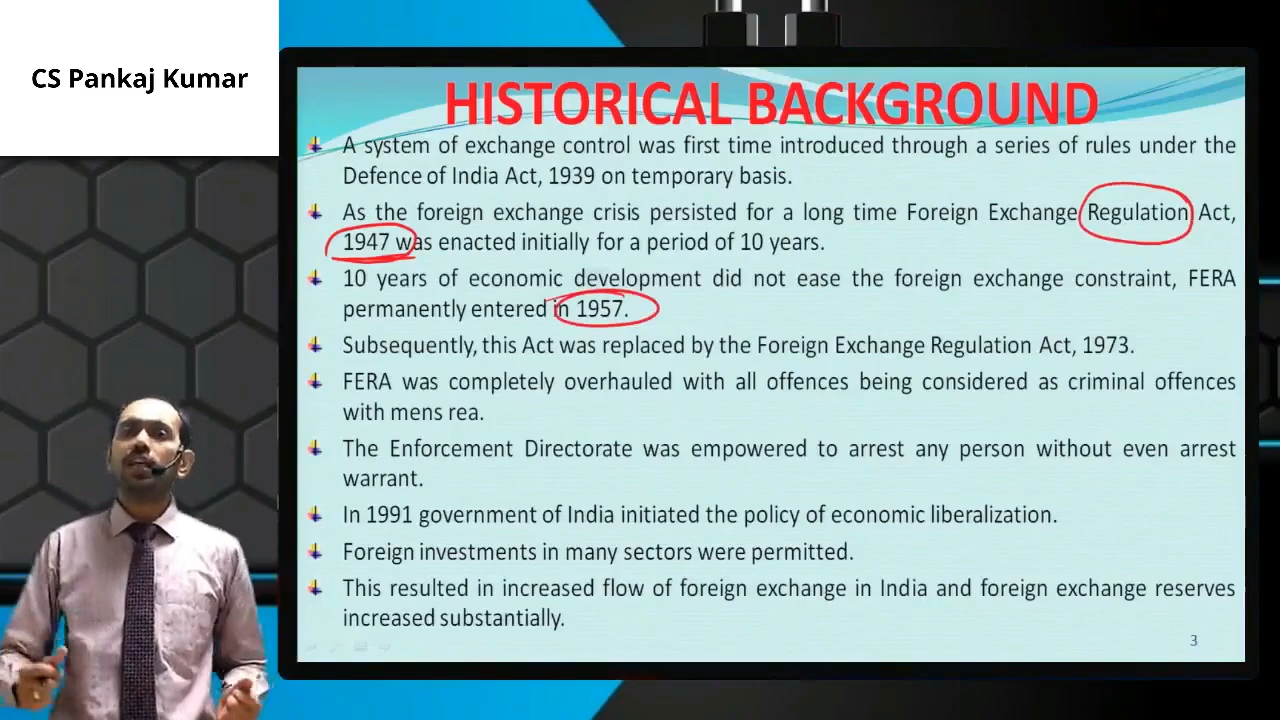 CS Pankaj Kumar
HISTORICAL BACKGROUND
A system of exchange control was first time introduced through a series of rules under the
Defence of India Act, 1939 on temporary basis.
As the foreign exchange crisis persisted for a long time Foreign Exchange Regulation Act,
1947 was enacted initially for a period of 10 years.
10 years of economic development did not ease the foreign exchange constraint, FERA
permanently entered in 1957.
Subsequently, this Act was replaced by the Foreign Exchange Regulation Act, 1973.
FERA was completely overhauled with all offences being considered as criminal offences
with mens rea.
The Enforcement Directorate was empowered to arrest any person without even arrest
warrant.
In 1991 government of India initiated the policy of economic liberalization.
Foreign investments in many sectors were permitted.
This resulted in increased flow of foreign exchange in India and foreign exchange reserves
increased substantially.
3